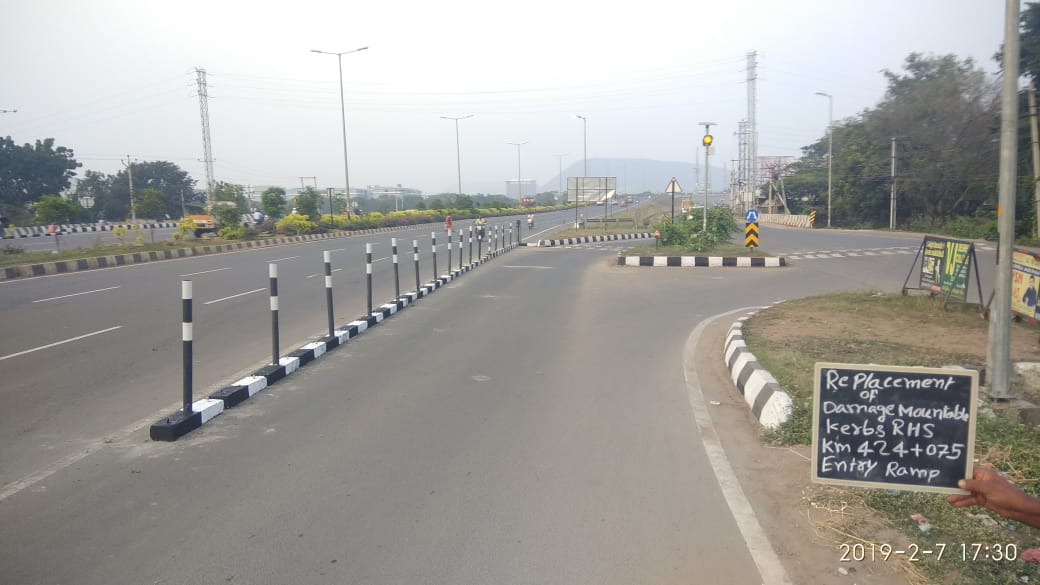 Replacement
of
Damage Mountable
Kerbs RHS
Km 424+075
Entry Ramp
2019-2-7 17:30